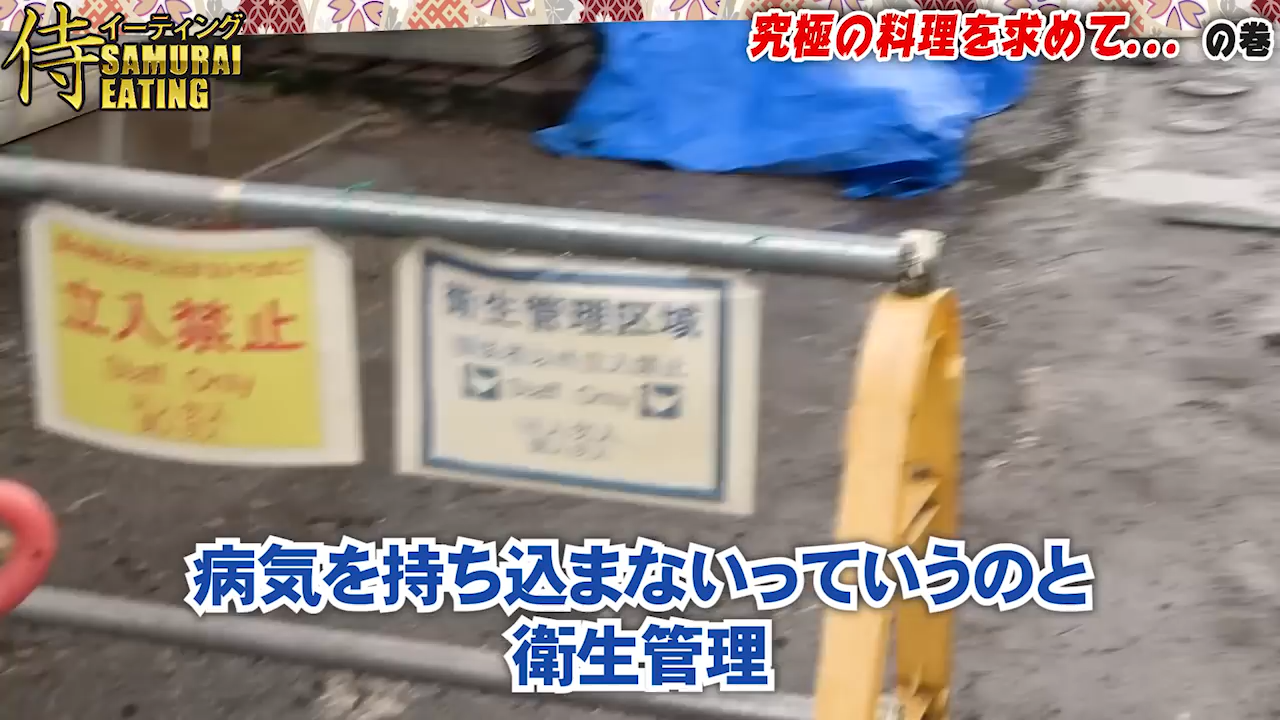 侍
イーティング
SAMURAI
EATING
究極の料理を求めて... の巻
立入禁止
Staff Only
衛生管理区域
Staff Only
病気を持ち込まないっていうのと
衛生管理